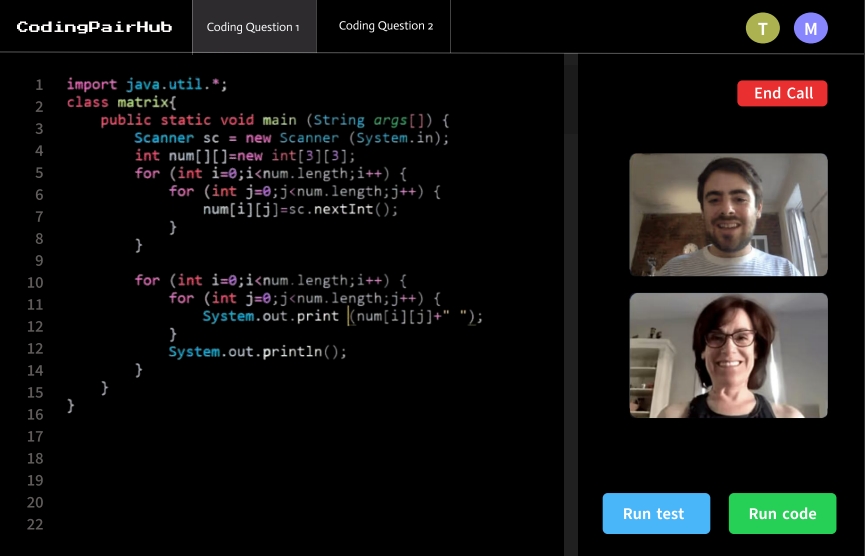 CodingPairHub
Coding Question 1
Coding Question 2
T
M
End Call
1
2
3
4
5
6
7
8
9
10
11
12
12
14
15
16
17
18
19
20
22
import java.util.*;
class matrix{
public static void main (String args[]) {
Scanner sc = new Scanner (System.in);
int num[][]=new int[3][3];
for (int i=0;i<num.length;i++) {
for (int j=0;j<num.length;j++) {
num[i][j]=sc.nextInt();
}
}
for (int i=0;i<num.length;i++) {
for (int j=0;j<num.length;j++) {
System.out.print (num[i][j]+" ");
}
System.out.println();
}
}
}
Run test
Run code